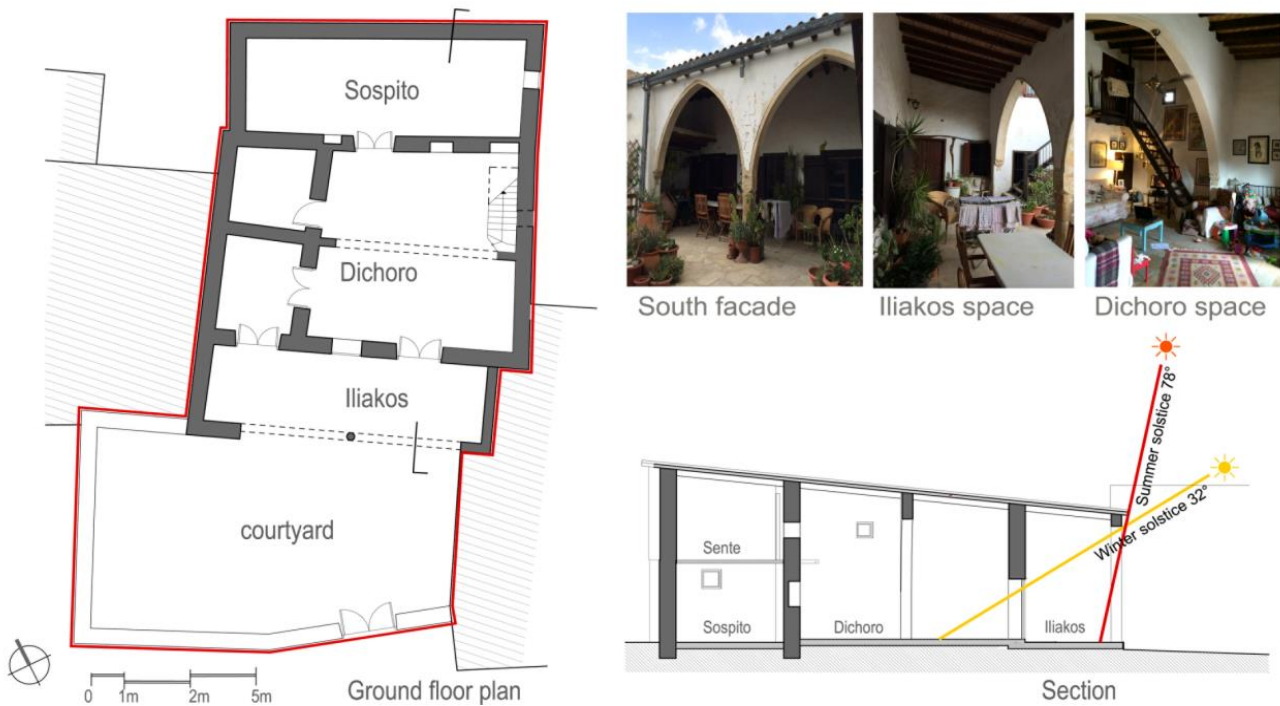 Sospito
Dichoro
Iliakos
courtyard
0 1m 2m 5m
Ground floor plan
South facade
Iliakos space
Dichoro space
Summer solstice 78°
Winter solstice 32°
Sente
Sospito
Dichoro
Iliakos
Section